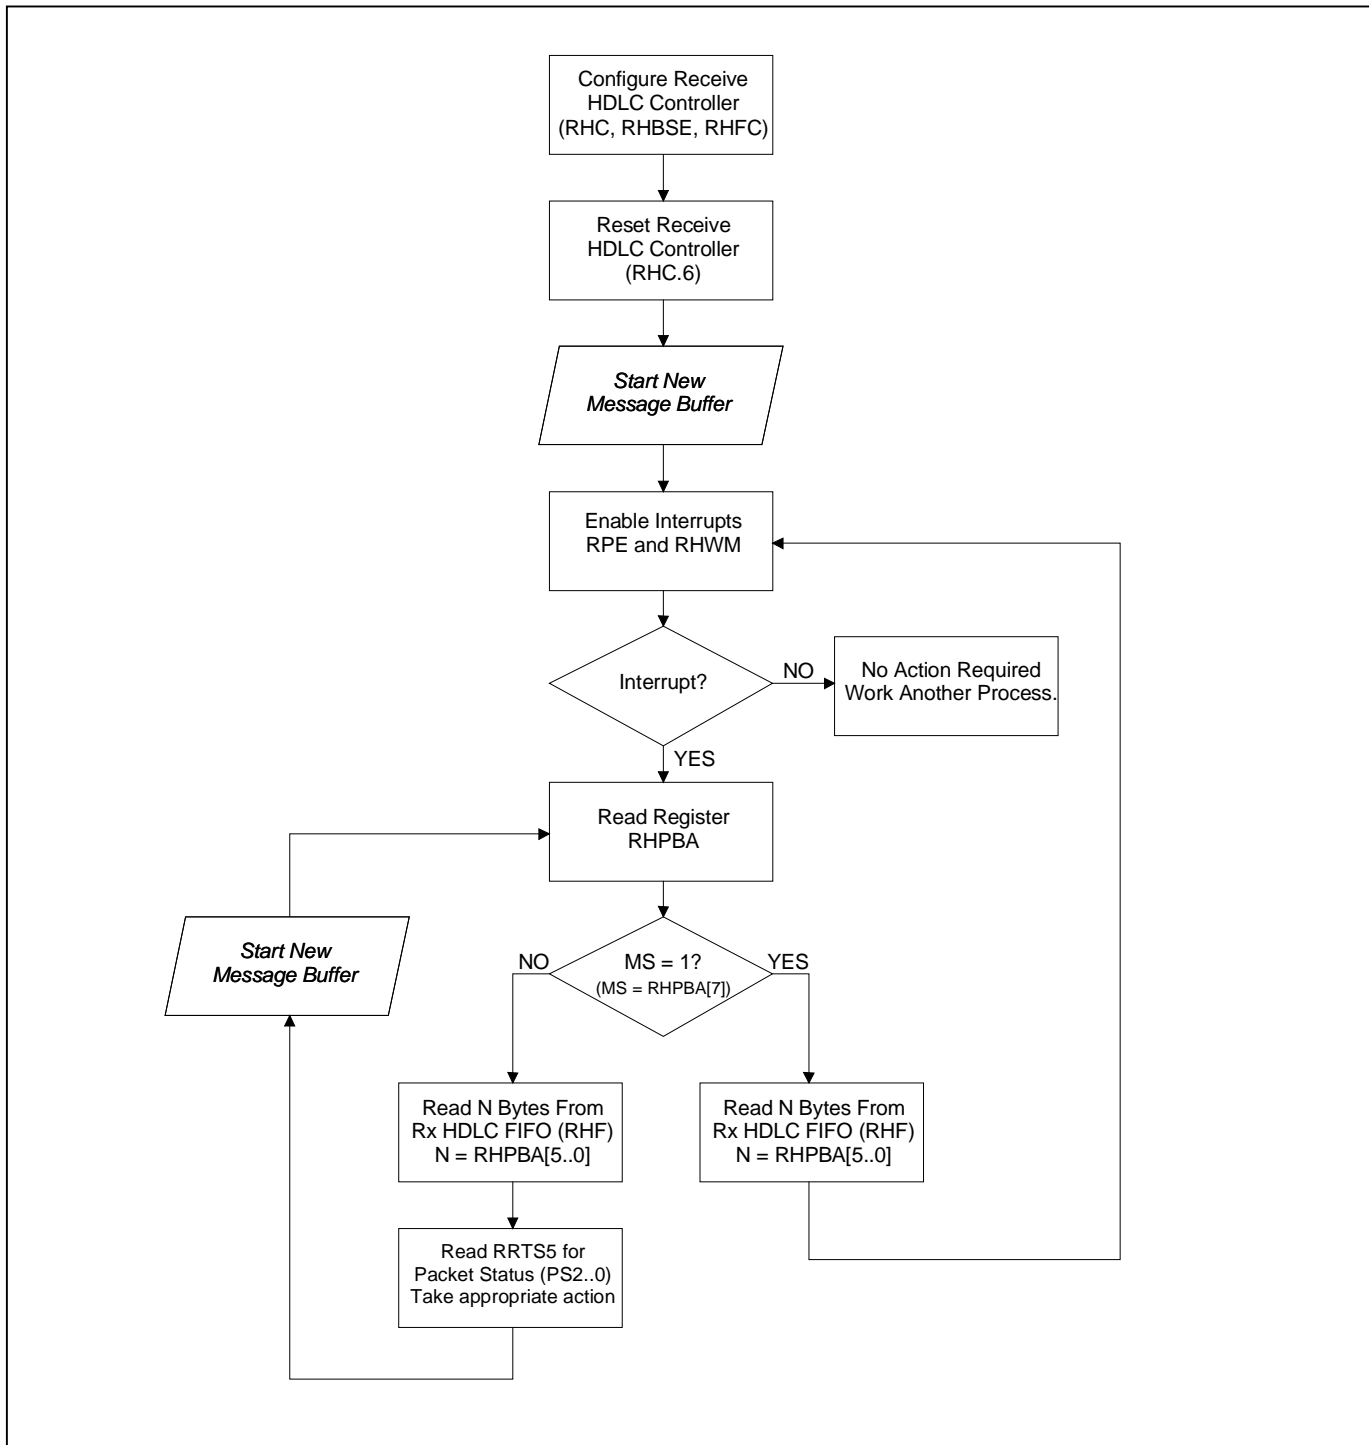 Configure Receive
HDLC Controller
(RHC, RHBSE, RHFC)
Reset Receive
HDLC Controller
(RHC.6)
Start New
Message Buffer
Enable Interrupts
RPE and RHWM
Interrupt?
NO
No Action Required
Work Another Process.
YES
Read Register
RHPBA
Start New
Message Buffer
NO
MS = 1?
(MS = RHPBA[7])
YES
Read N Bytes From
Rx HDLC FIFO (RHF)
N = RHPBA[5..0]
Read N Bytes From
Rx HDLC FIFO (RHF)
N = RHPBA[5..0]
Read RRTS5 for
Packet Status (PS2..0)
Take appropriate action